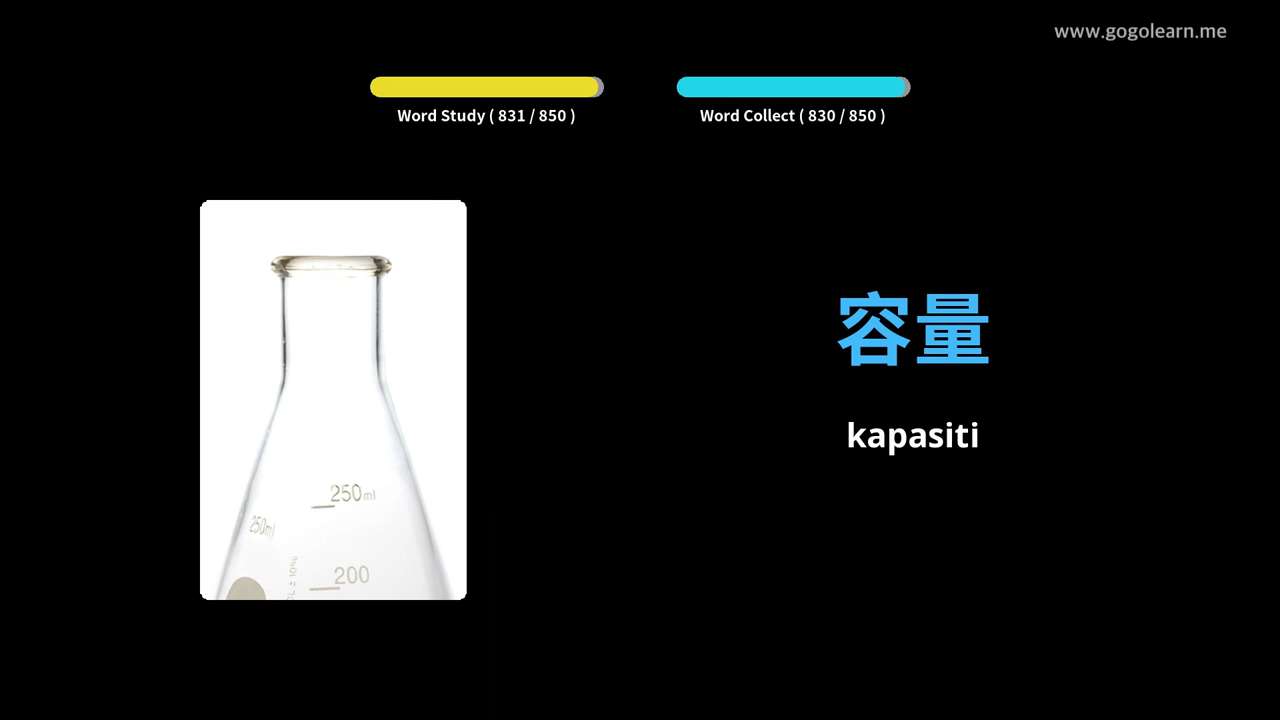 www.gogolearn.me
Word Study ( 831 / 850 )
Word Collect ( 830 / 850 )
容量
kapasiti
250ml
250ml
200